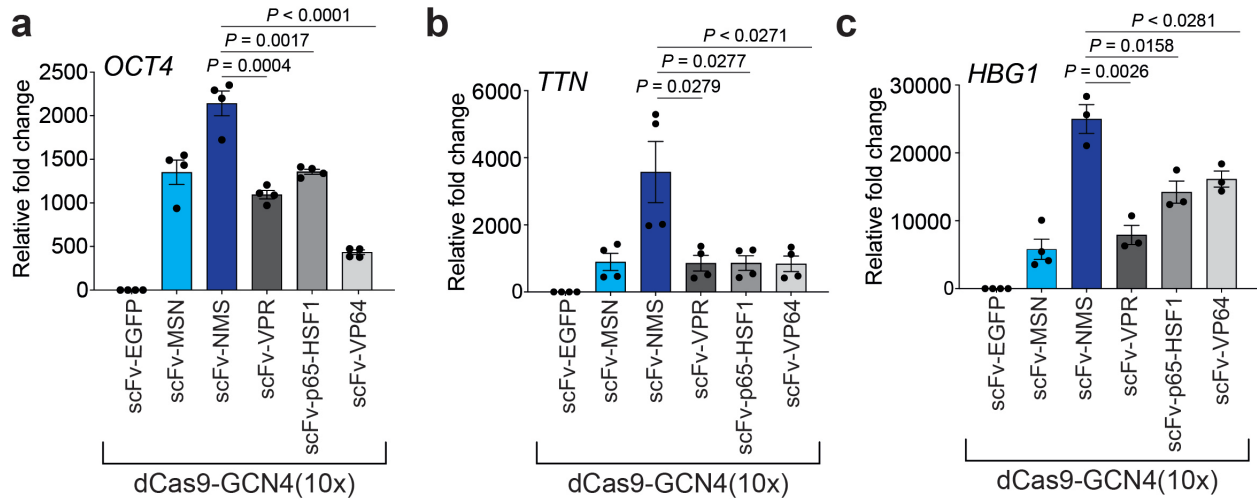 a
OCT4
P < 0.0001
P = 0.0017
P = 0.0004
Relative fold change
2500
2000
1500
1000
500
0
scFv-EGFP
scFv-MSN
scFv-NMS
scFv-VPR
scFv-p65-HSF1
scFv-VP64
dCas9-GCN4(10x)
b
TTN
P < 0.0271
P = 0.0277
P = 0.0279
Relative fold change
6000
4000
2000
0
scFv-EGFP
scFv-MSN
scFv-NMS
scFv-VPR
scFv-p65-HSF1
scFv-VP64
dCas9-GCN4(10x)
c
HBG1
P < 0.0281
P = 0.0158
P = 0.0026
Relative fold change
30000
20000
10000
0
scFv-EGFP
scFv-MSN
scFv-NMS
scFv-VPR
scFv-p65-HSF1
scFv-VP64
dCas9-GCN4(10x)